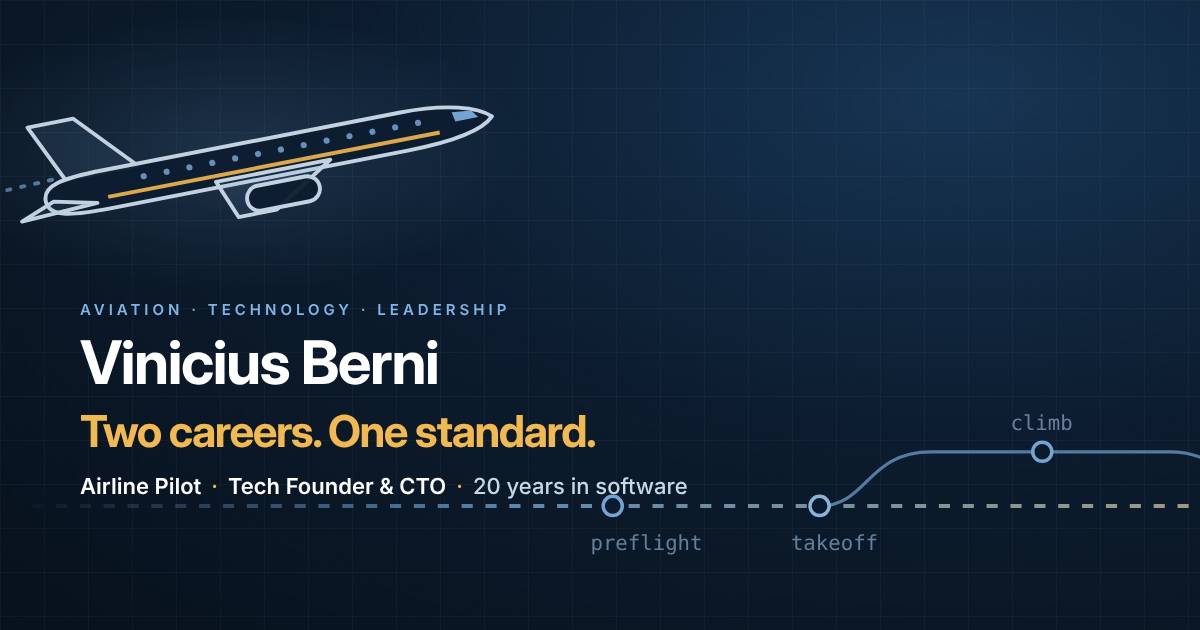 AVIATION · TECHNOLOGY · LEADERSHIP
Vinicius Berni
Two careers. One standard.
Airline Pilot · Tech Founder & CTO · 20 years in software
climb
preflight
takeoff